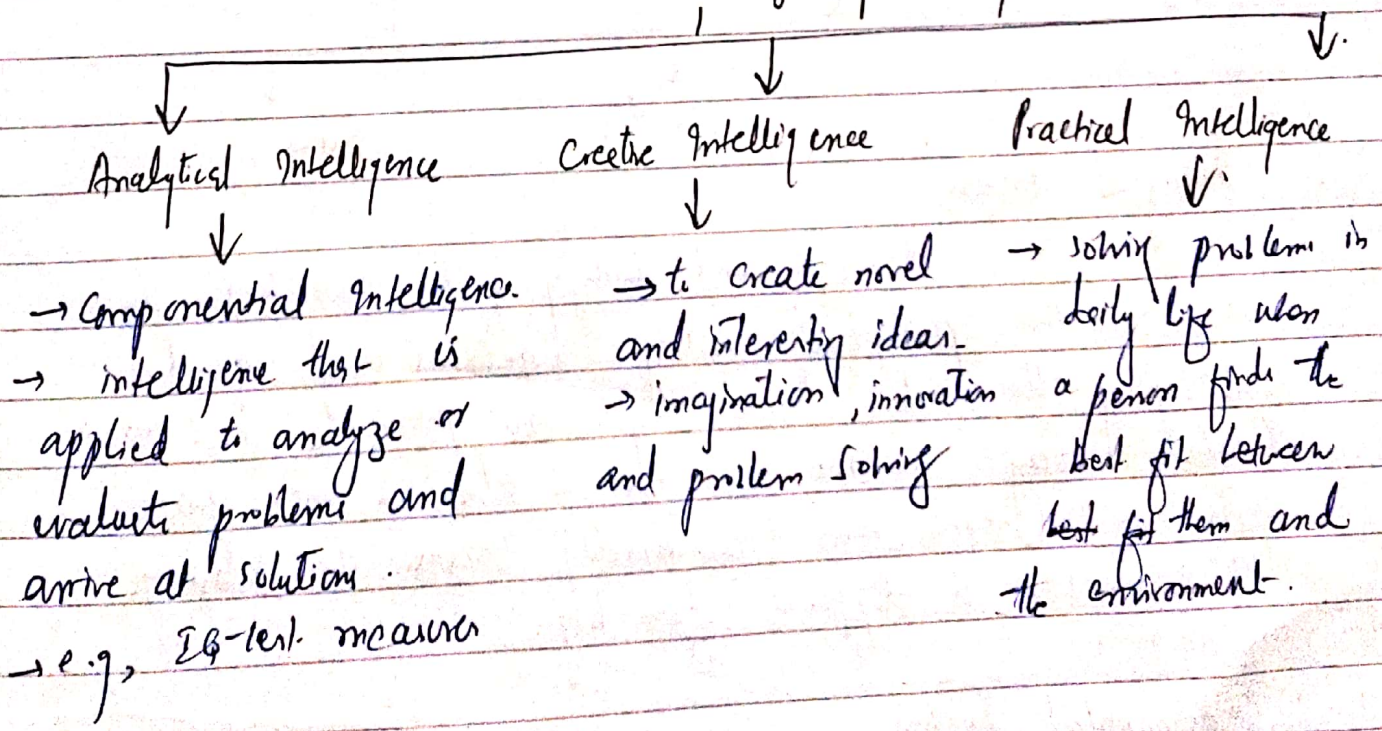 Analytical Intelligence
→ Componential Intelligence.
→ intelligence that is
applied to analyze or
evaluate problems and
arrive at solutions.
→ e.g, IQ-test measures
Creative Intelligence
→ to create novel
and interesting ideas.
→ imagination, innovation
and problem solving
Practical Intelligence
→ solving problems in
daily life when
a person finds the
best fit between
best fit them and
the environment.